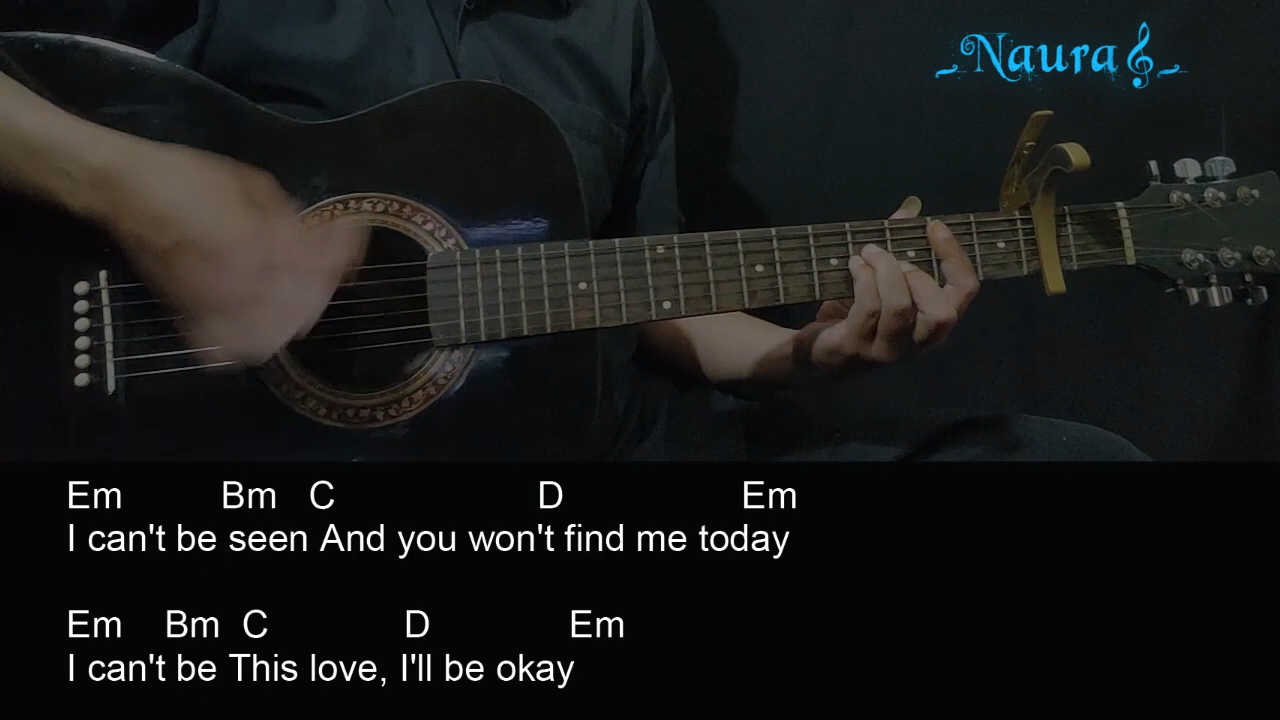 Naura
Em Bm C D Em
I can't be seen And you won't find me today
Em Bm C D Em
I can't be This love, I'll be okay